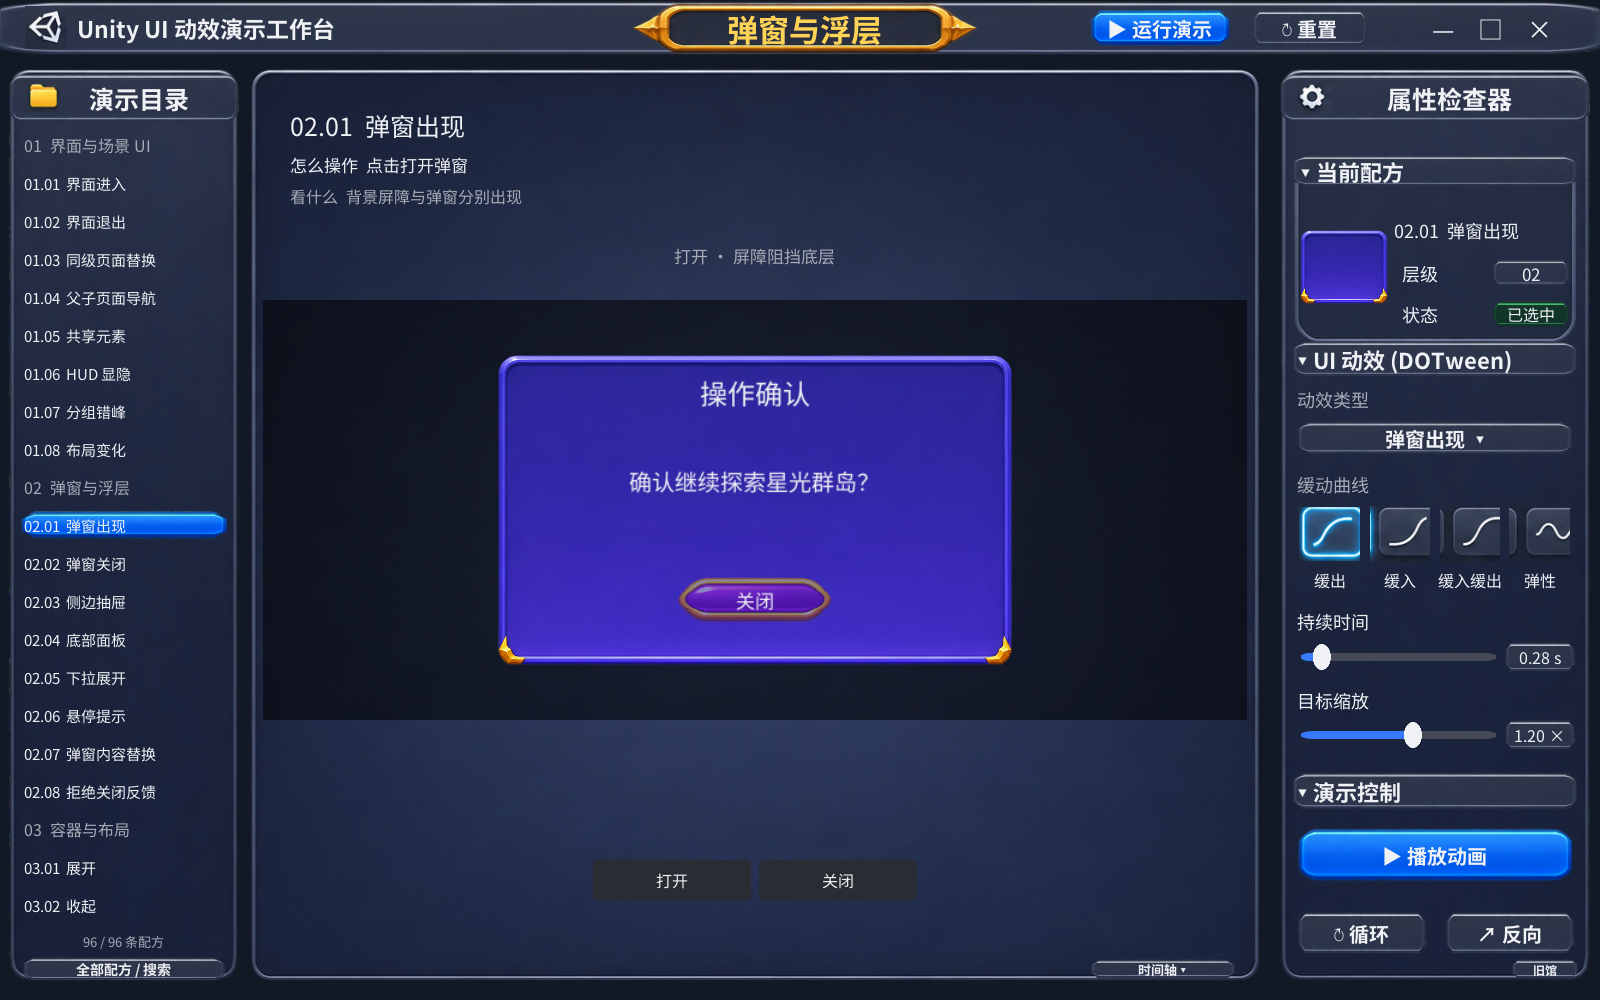 Unity UI 动效演示工作台
弹窗与浮层
▶ 运行演示
↻ 重置
演示目录
01 界面与场景 UI
01.01 界面进入
01.02 界面退出
01.03 同级页面替换
01.04 父子页面导航
01.05 共享元素
01.06 HUD 显隐
01.07 分组错峰
01.08 布局变化
02 弹窗与浮层
02.01 弹窗出现
02.02 弹窗关闭
02.03 侧边抽屉
02.04 底部面板
02.05 下拉展开
02.06 悬停提示
02.07 弹窗内容替换
02.08 拒绝关闭反馈
03 容器与布局
03.01 展开
03.02 收起
96 / 96 条配方
全部配方 / 搜索
02.01 弹窗出现
怎么操作 点击打开弹窗
看什么 背景屏障与弹窗分别出现
打开 · 屏障阻挡底层
操作确认
确认继续探索星光群岛？
关闭
打开
关闭
时间轴 ▾
属性检查器
▾ 当前配方
02.01 弹窗出现
层级
02
状态
已选中
▾ UI 动效 (DOTween)
动效类型
弹窗出现 ▾
缓动曲线
缓出
缓入
缓入缓出
弹性
持续时间
0.28 s
目标缩放
1.20 ×
▾ 演示控制
▶ 播放动画
↻ 循环
↗ 反向
旧馆